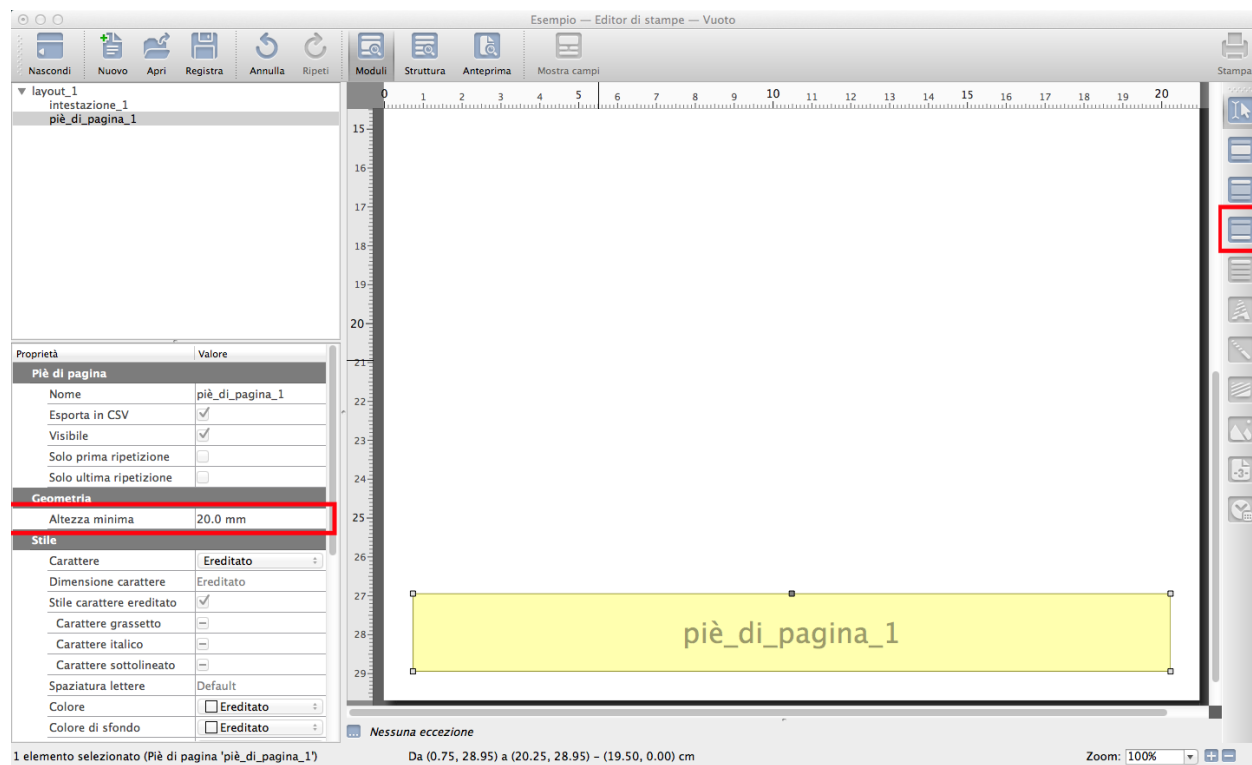 Esempio — Editor di stampe — Vuoto
Nascondi Nuovo Apri Registra Annulla Ripeti Moduli Struttura Anteprima Mostra campi Stampa
layout_1
intestazione_1
piè_di_pagina_1
0 1 2 3 4 5 6 7 8 9 10 11 12 13 14 15 16 17 18 19 20
15
16
17
18
19
20
21
22
23
24
25
26
27
28
29
Proprietà Valore
Piè di pagina
Nome piè_di_pagina_1
Esporta in CSV
Visibile
Solo prima ripetizione
Solo ultima ripetizione
Geometria
Altezza minima 20.0 mm
Stile
Carattere Ereditato
Dimensione carattere Ereditato
Stile carattere ereditato
Carattere grassetto
Carattere italico
Carattere sottolineato
Spaziatura lettere Default
Colore Ereditato
Colore di sfondo Ereditato
piè_di_pagina_1
-3-
Nessuna eccezione
1 elemento selezionato (Piè di pagina 'piè_di_pagina_1') Da (0.75, 28.95) a (20.25, 28.95) – (19.50, 0.00) cm Zoom: 100%